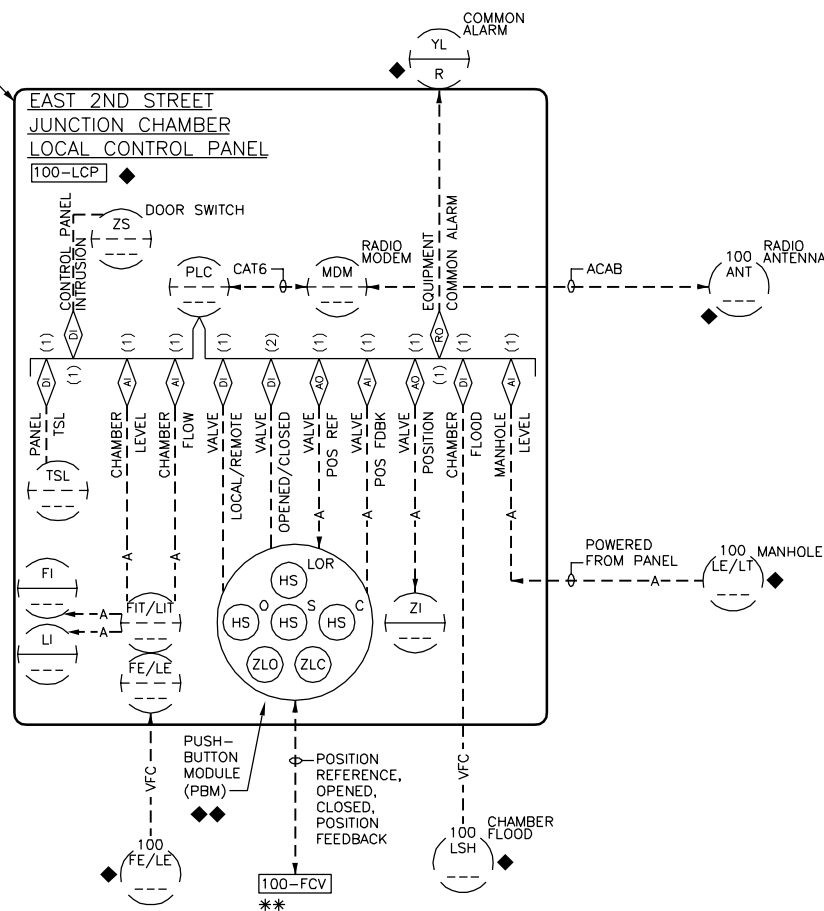 COMMON
ALARM
YL
R
EAST 2ND STREET
JUNCTION CHAMBER
LOCAL CONTROL PANEL
100-LCP
CONTROL PANEL
INTRUSION
ZS
DOOR SWITCH
PLC
CAT6
MDM
RADIO
MODEM
EQUIPMENT
COMMON ALARM
ACAB
100
ANT
RADIO
ANTENNA
DI
RO
(1)
(1)
(1)
(1)
(2)
(1)
(1)
(1)
(1)
(1)
(1)
(1)
DI
AI
AI
DI
DI
AO
AI
AO
DI
AI
PANEL
TSL
CHAMBER
LEVEL
CHAMBER
FLOW
VALVE
LOCAL/REMOTE
VALVE
OPENED/CLOSED
VALVE
POS REF
VALVE
POS FDBK
VALVE
POSITION
CHAMBER
FLOOD
MANHOLE
LEVEL
TSL
A
A
A
A
A
A
POWERED
FROM PANEL
A
100
LE/LT
MANHOLE
FI
LI
A
A
FIT/LIT
FE/LE
LOR
HS
HS
O
HS
S
HS
C
ZLO
ZLC
ZI
VFC
PUSH-
BUTTON
MODULE
(PBM)
POSITION
REFERENCE,
OPENED,
CLOSED,
POSITION
FEEDBACK
VFC
100
FE/LE
100-FCV
**
100
LSH
CHAMBER
FLOOD